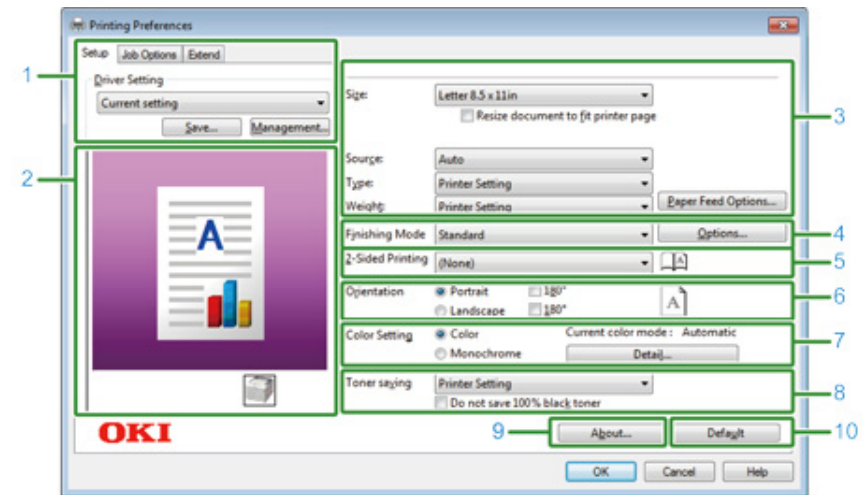 Printing Preferences
Setup Job Options Extend
1
Driver Setting
Current setting
Save... Management...
2
A
Size: Letter 8.5 x 11in
Resize document to fit printer page
3
Source: Auto
Type: Printer Setting
Weight: Printer Setting Paper Feed Options...
Finishing Mode Standard Options... 4
2-Sided Printing (None) A 5
Orientation Portrait 180°
Landscape 180° A 6
Color Setting Color Current color mode : Automatic
Monochrome Detail... 7
Toner saving Printer Setting
Do not save 100% black toner 8
OKI 9 About... Default 10
OK Cancel Help